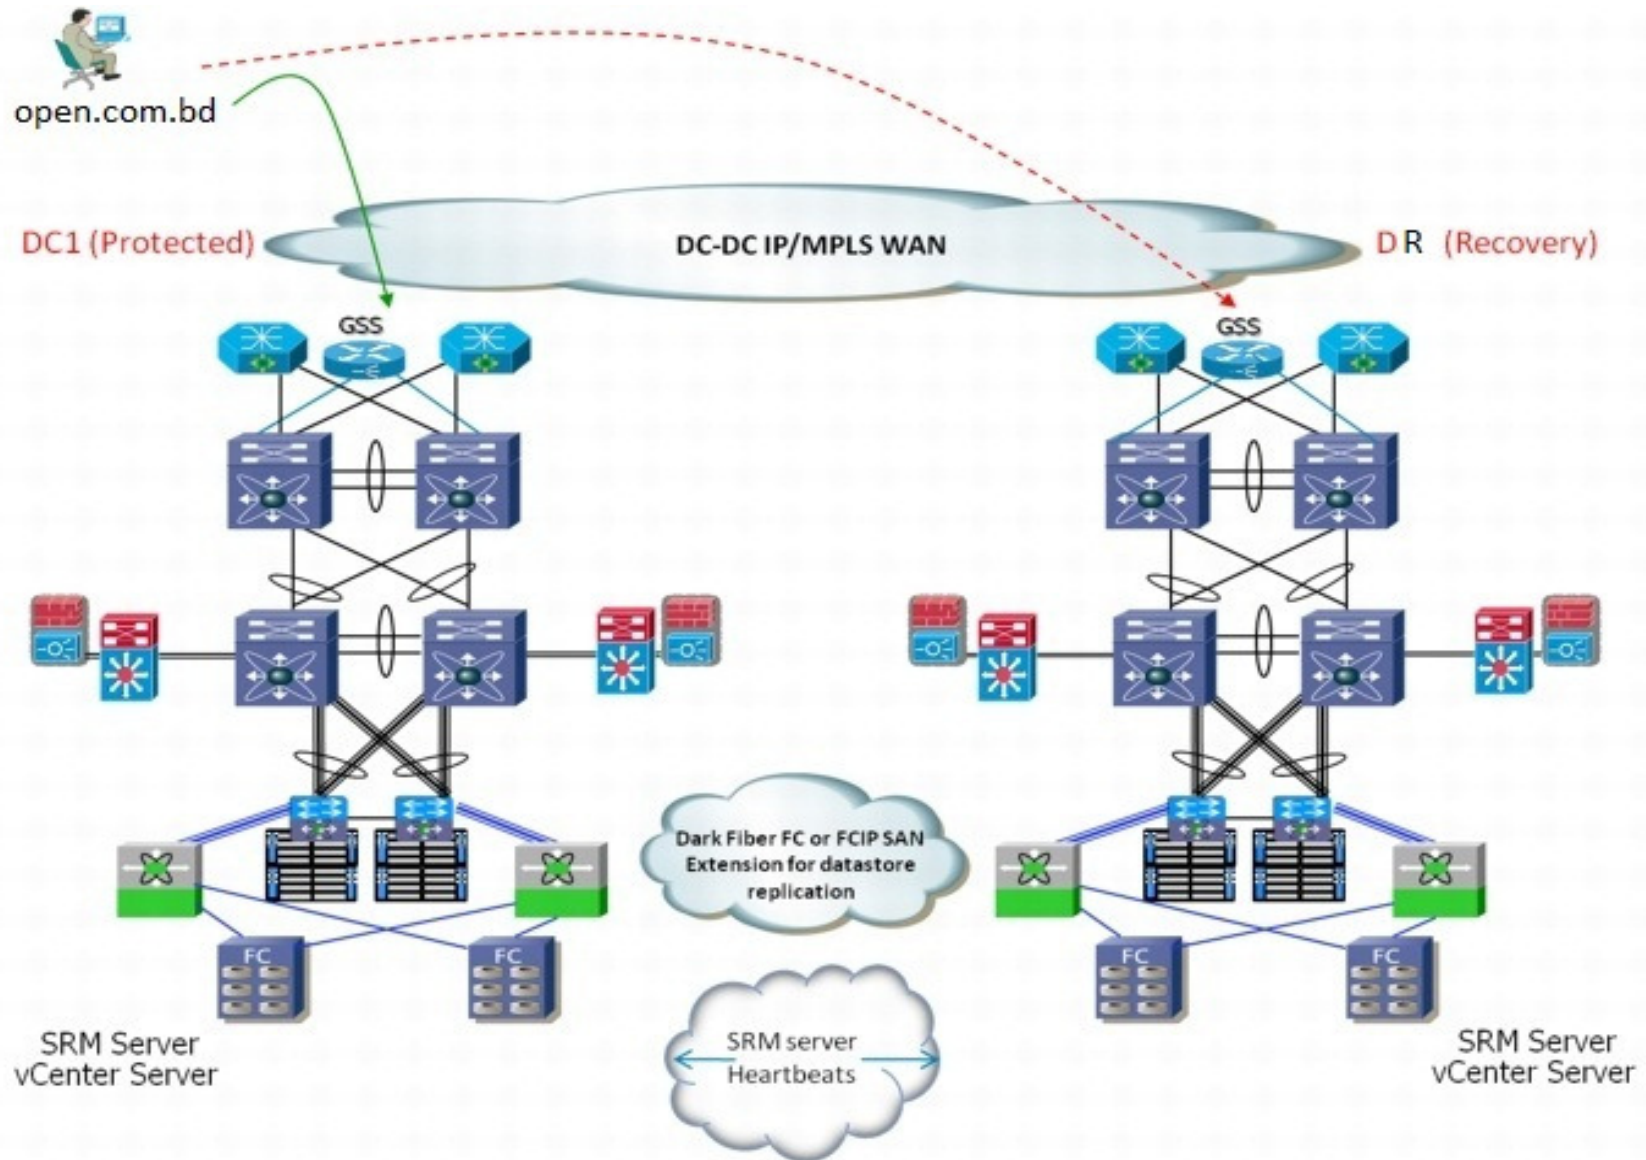 open.com.bd
DC1 (Protected)
DC-DC IP/MPLS WAN
DR (Recovery)
GSS
GSS
Dark Fiber FC or FCIP SAN
Extension for datastore
replication
FC
FC
FC
FC
SRM Server
vCenter Server
SRM server
Heartbeats
SRM Server
vCenter Server